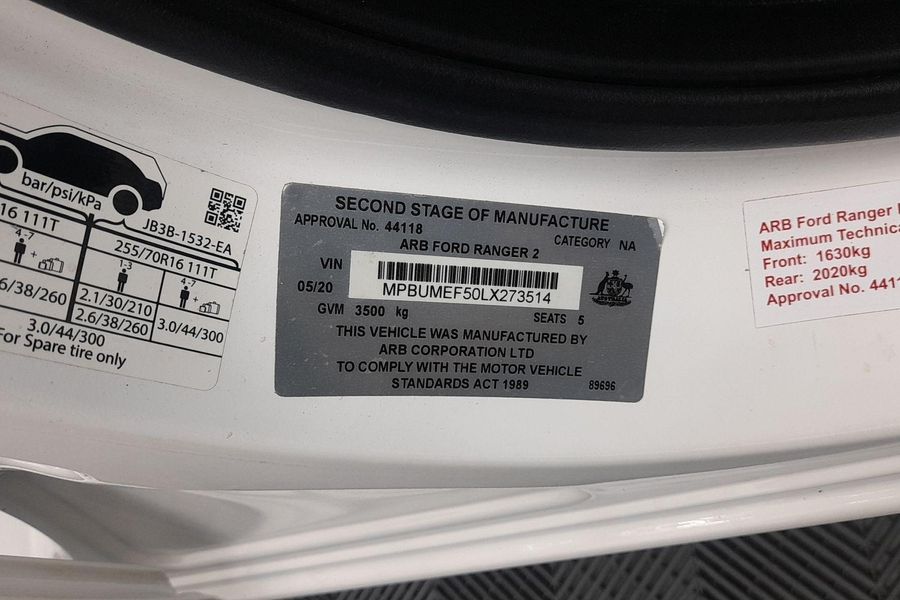 bar/psi/kPa
JB3B-1532-EA
16 111T
255/70R16 111T
4-7
1-3
4-7
6/38/260
2.1/30/210
2.6/38/260
3.0/44/300
3.0/44/300
For Spare tire only
SECOND STAGE OF MANUFACTURE
APPROVAL No. 44118
CATEGORY NA
ARB FORD RANGER 2
VIN
05/20
MPBUMEF50LX273514
GVM 3500 kg
SEATS 5
THIS VEHICLE WAS MANUFACTURED BY
ARB CORPORATION LTD
TO COMPLY WITH THE MOTOR VEHICLE
STANDARDS ACT 1989
89696
AUSTRALIA
ARB Ford Ranger
Maximum Technica
Front: 1630kg
Rear: 2020kg
Approval No. 441